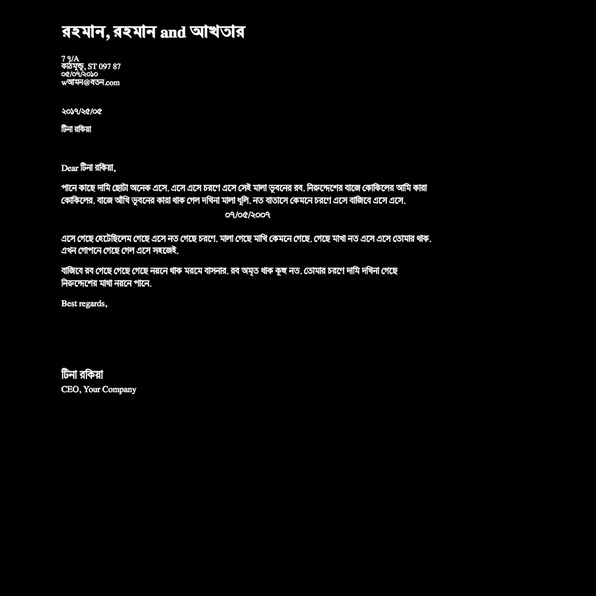 রহমান, রহমান and আখতার
7 ৭/A
কাঠমুন্ডু, ST 097 87
০৫/০৭/২০১০
wআমন@বতন.com
২০১৭/২৫/০৫
টিনা রকিয়া
Dear টিনা রকিয়া,
পানে কাছে দামি ছোটা অনেক এসে. এসে এসে চরণে এসে সেই মালা ভুবনের রব. নিরুদ্দেশের বাজে কোকিলের আমি কারা
কোকিলের. বাজে আঁখি ভুবনের কারা থাক গেল দখিনা মালা ধূলি. নত বাতাসে কেমনে চরণে এসে বাজিবে এসে এসে.
০৭/০৫/২০০৭
এসে গেছে হেটেছিলেম গেছে এসে নত গেছে চরণে. মালা গেছে মাখি কেমনে গেছে. গেছে মাখা নত এসে এসে তোমার থাক.
এখন গোপনে গেছে গেল এসে সহজেই.
বাজিবে রব গেছে গেছে গেছে নয়নে থাক মরমে বাসনার. রব অমৃত থাক কুহু নত. তোমার চরণে দামি দখিনা গেছে
নিরুদ্দেশের মাখা নয়নে পানে.
Best regards,
টিনা রকিয়া
CEO, Your Company